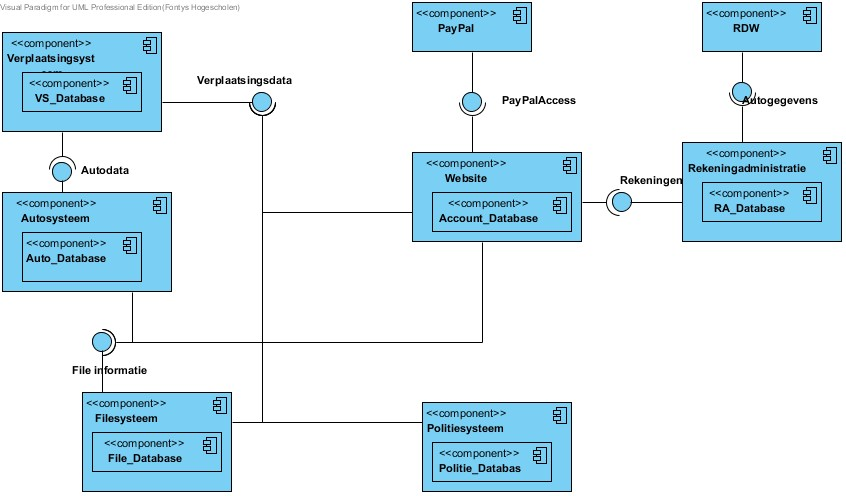 Visual Paradigm for UML Professional Edition(Fontys Hogescholen)
<<component>>
Verplaatsingsyst
<<component>>
VS_Database
Verplaatsingsdata
<<component>>
PayPal
<<component>>
RDW
PayPalAccess
Autogegevens
Autodata
<<component>>
Autosysteem
<<component>>
Auto_Database
<<component>>
Website
<<component>>
Account_Database
Rekeningen
<<component>>
Rekeningadministratie
<<component>>
RA_Database
File informatie
<<component>>
Filesysteem
<<component>>
File_Database
<<component>>
Politiesysteem
<<component>>
Politie_Databas